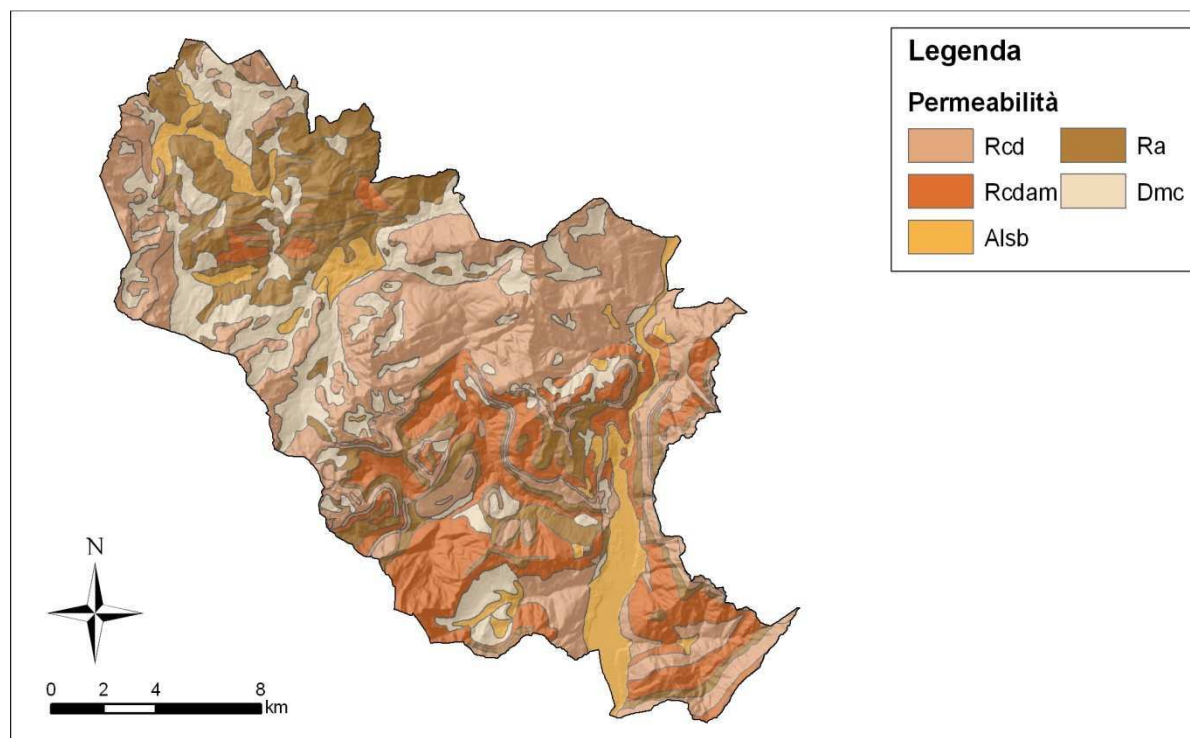 Legenda
Permeabilità
Rcd Ra
Rcdam Dmc
Alsb
N
0 2 4 8
km